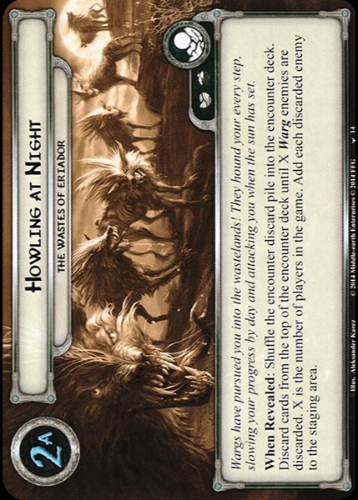 2A
Howling at Night
The Wastes of Eriador
Wargs have pursued you into the wastelands! They hound your every step,
slowing your progress by day and attacking you when the sun has set.
When Revealed: Shuffle the encounter discard pile into the encounter deck.
Discard cards from the top of the encounter deck until X Warg enemies are
discarded. X is the number of players in the game. Add each discarded enemy
to the staging area.
Illus. Aleksander Karcz © 2014 Middle-earth Enterprises © 2014 FFG 14